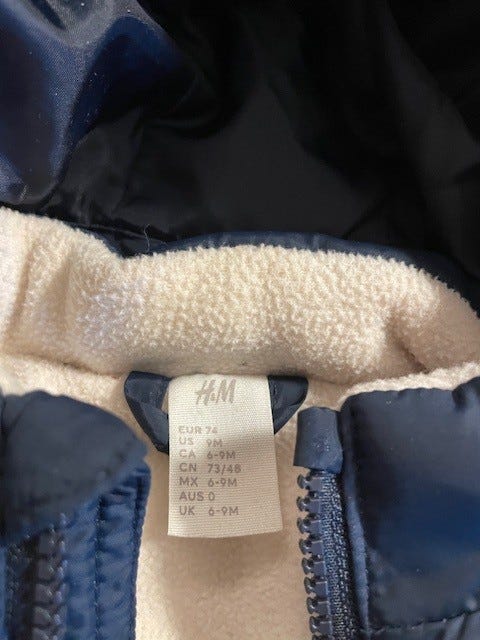 H&M
EUR 74
US 9M
CA 6-9M
CN 73/48
MX 6-9M
AUS 0
UK 6-9M